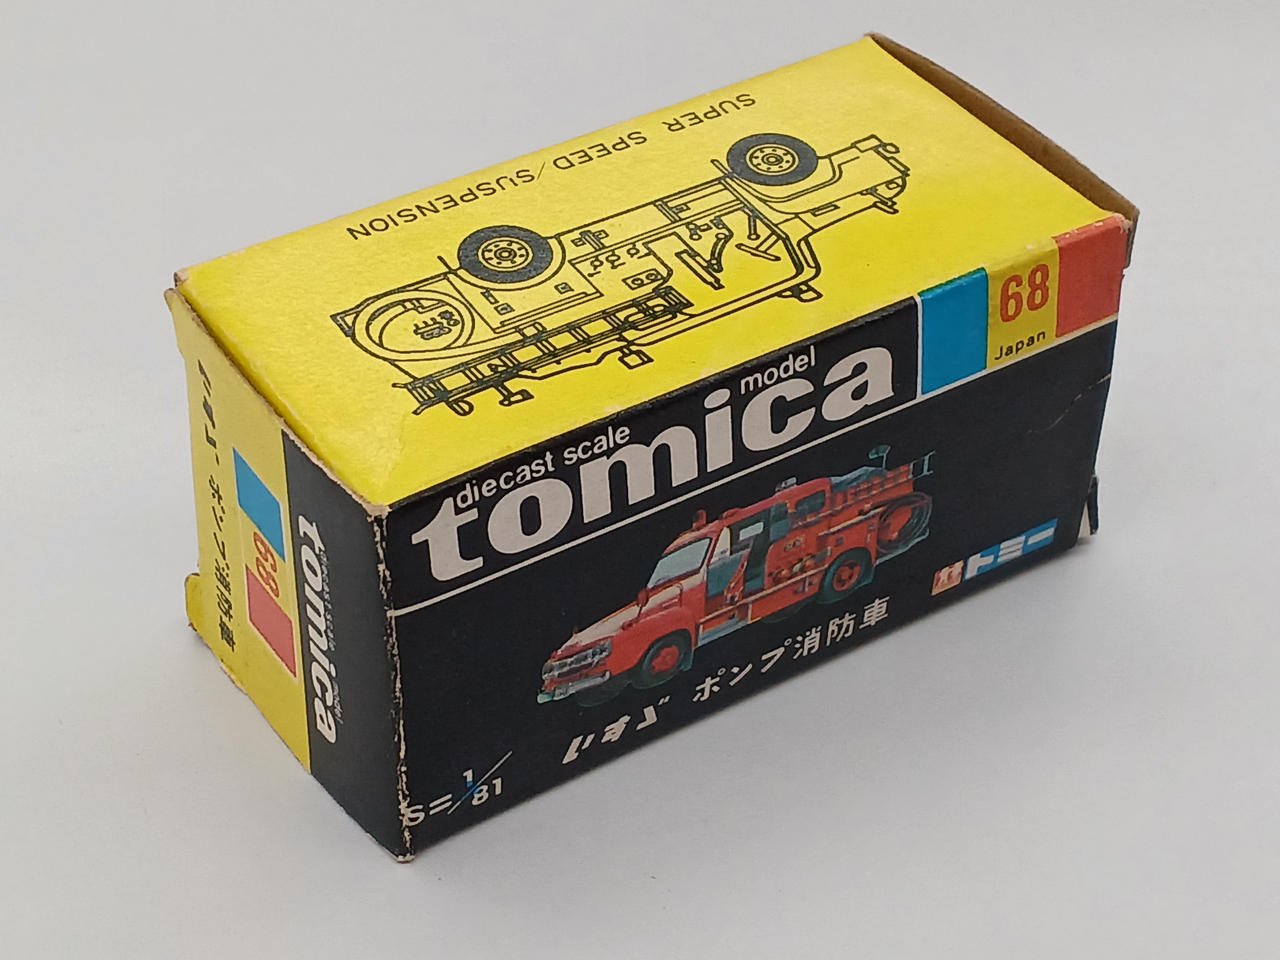 SUPER SPEED/SUSPENSION
68
Japan
diecast scale model
tomica
いすゞ ポンプ消防車
トミー
S=1/81
いすゞ・ポンプ消防車
68
tomica